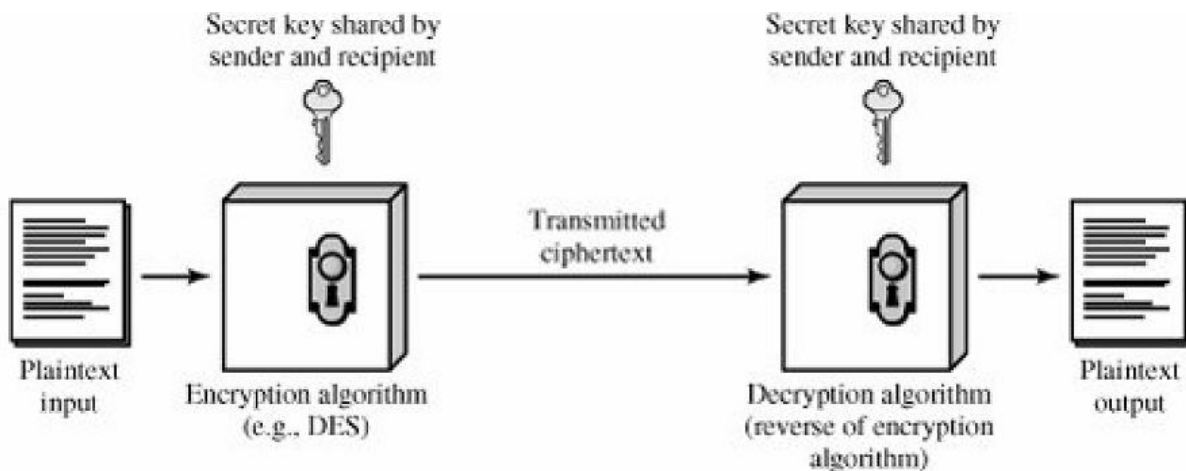 Secret key shared by
sender and recipient
Secret key shared by
sender and recipient
Transmitted
ciphertext
Plaintext
input
Encryption algorithm
(e.g., DES)
Decryption algorithm
(reverse of encryption
algorithm)
Plaintext
output